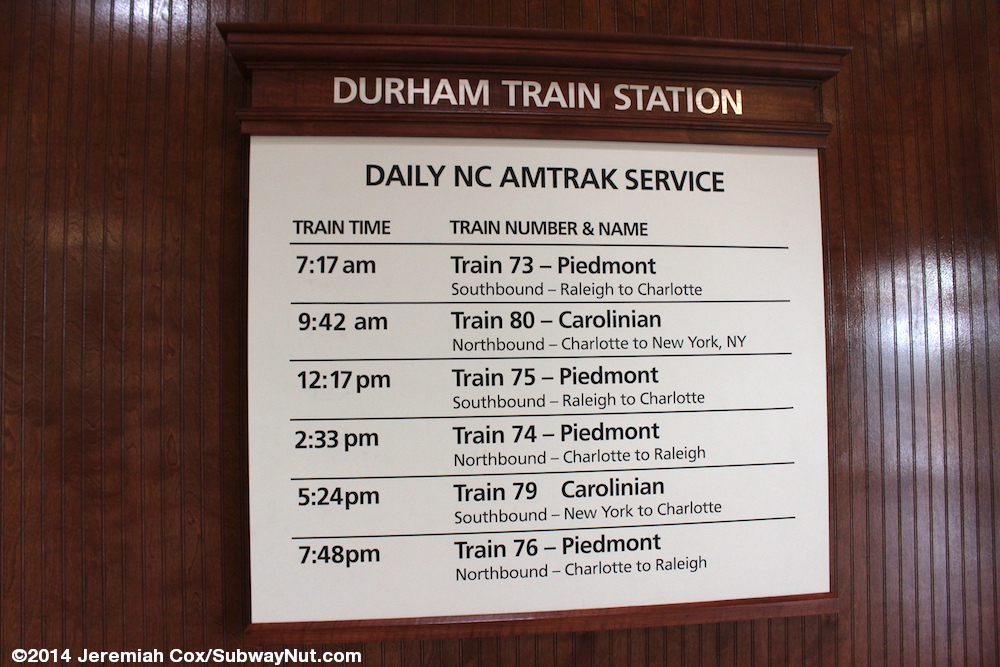 DURHAM TRAIN STATION
DAILY NC AMTRAK SERVICE
TRAIN TIME TRAIN NUMBER & NAME
7:17 am Train 73 – Piedmont
Southbound – Raleigh to Charlotte
9:42 am Train 80 – Carolinian
Northbound – Charlotte to New York, NY
12:17 pm Train 75 – Piedmont
Southbound – Raleigh to Charlotte
2:33 pm Train 74 – Piedmont
Northbound – Charlotte to Raleigh
5:24pm Train 79 Carolinian
Southbound – New York to Charlotte
7:48pm Train 76 – Piedmont
Northbound – Charlotte to Raleigh
©2014 Jeremiah Cox/SubwayNut.com